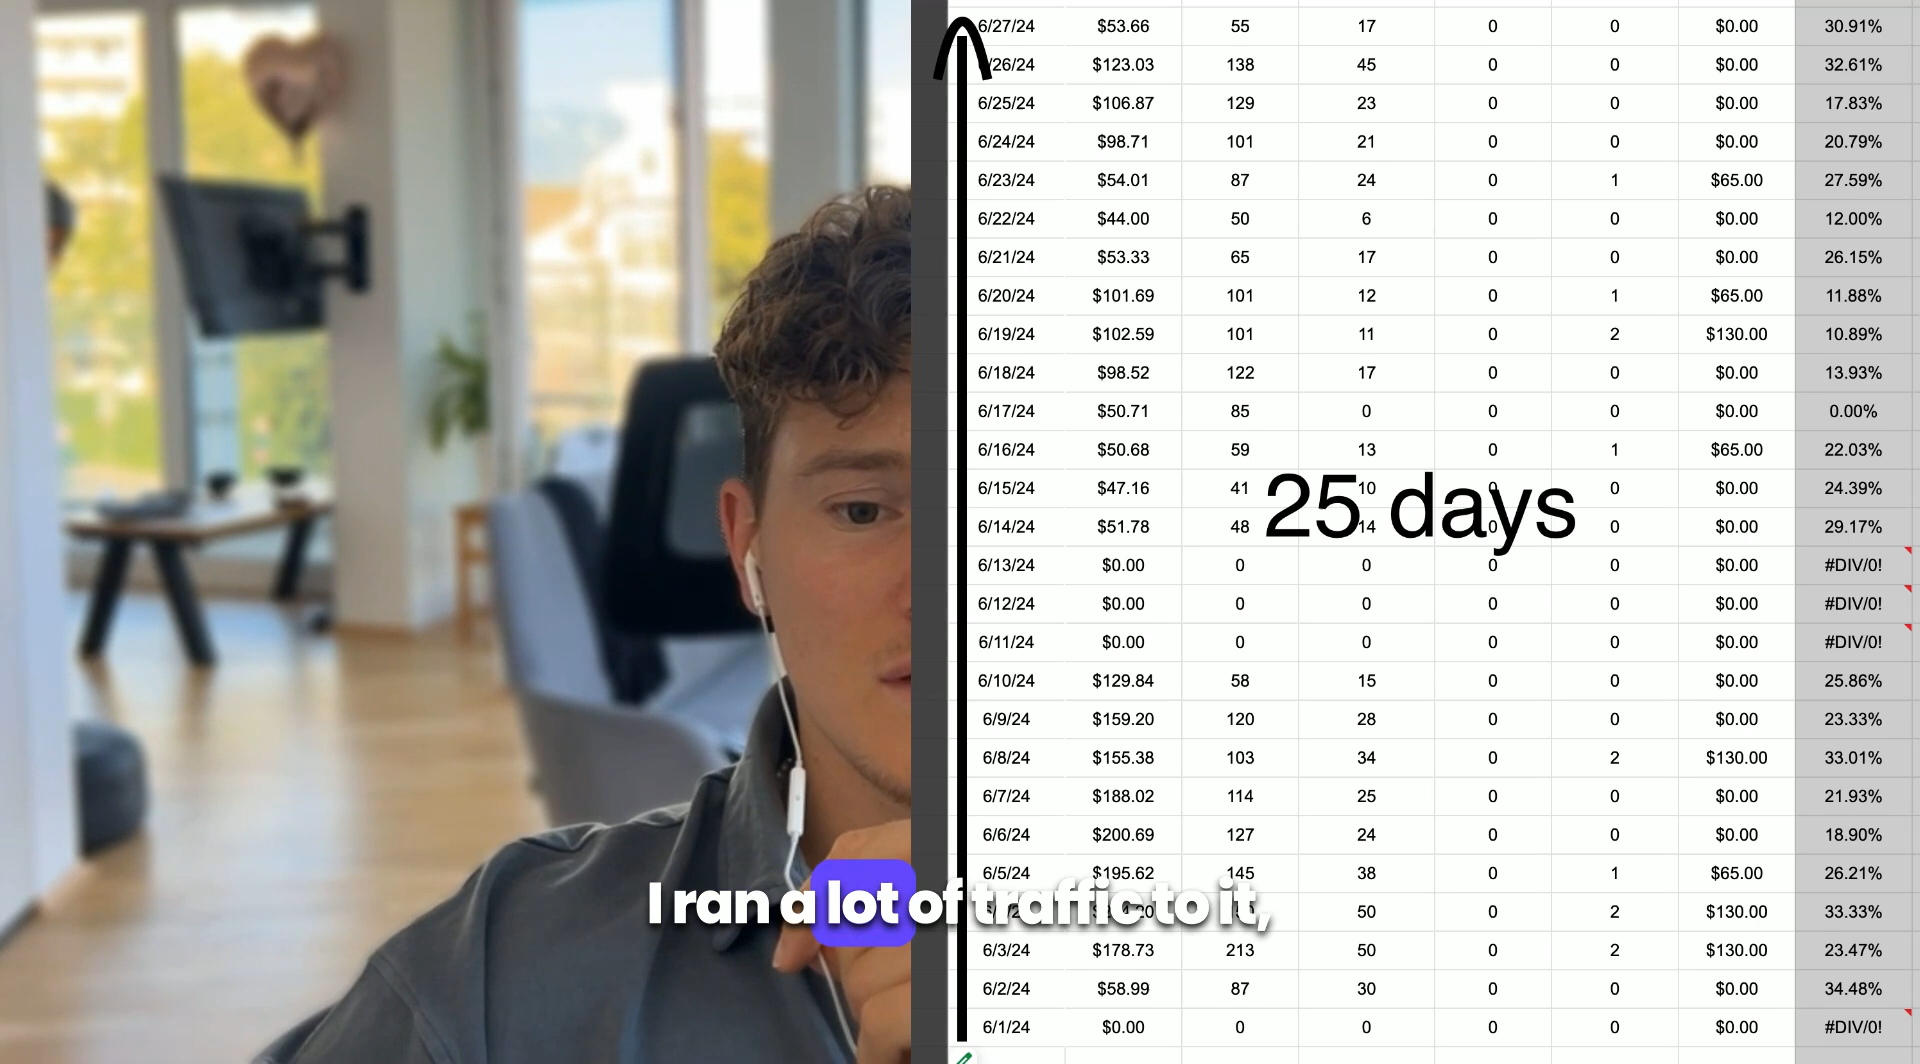 6/27/24 $53.66 55 17 0 0 $0.00 30.91%
/26/24 $123.03 138 45 0 0 $0.00 32.61%
6/25/24 $106.87 129 23 0 0 $0.00 17.83%
6/24/24 $98.71 101 21 0 0 $0.00 20.79%
6/23/24 $54.01 87 24 0 1 $65.00 27.59%
6/22/24 $44.00 50 6 0 0 $0.00 12.00%
6/21/24 $53.33 65 17 0 0 $0.00 26.15%
6/20/24 $101.69 101 12 0 1 $65.00 11.88%
6/19/24 $102.59 101 11 0 2 $130.00 10.89%
6/18/24 $98.52 122 17 0 0 $0.00 13.93%
6/17/24 $50.71 85 0 0 0 $0.00 0.00%
6/16/24 $50.68 59 13 0 1 $65.00 22.03%
6/15/24 $47.16 41 10 0 0 $0.00 24.39%
25 days
6/14/24 $51.78 48 14 0 0 $0.00 29.17%
6/13/24 $0.00 0 0 0 0 $0.00 #DIV/0!
6/12/24 $0.00 0 0 0 0 $0.00 #DIV/0!
6/11/24 $0.00 0 0 0 0 $0.00 #DIV/0!
6/10/24 $129.84 58 15 0 0 $0.00 25.86%
6/9/24 $159.20 120 28 0 0 $0.00 23.33%
6/8/24 $155.38 103 34 0 2 $130.00 33.01%
6/7/24 $188.02 114 25 0 0 $0.00 21.93%
6/6/24 $200.69 127 24 0 0 $0.00 18.90%
6/5/24 $195.62 145 38 0 1 $65.00 26.21%
I ran a lot of traffic to it,
50 0 2 $130.00 33.33%
6/3/24 $178.73 213 50 0 2 $130.00 23.47%
6/2/24 $58.99 87 30 0 0 $0.00 34.48%
6/1/24 $0.00 0 0 0 0 $0.00 #DIV/0!